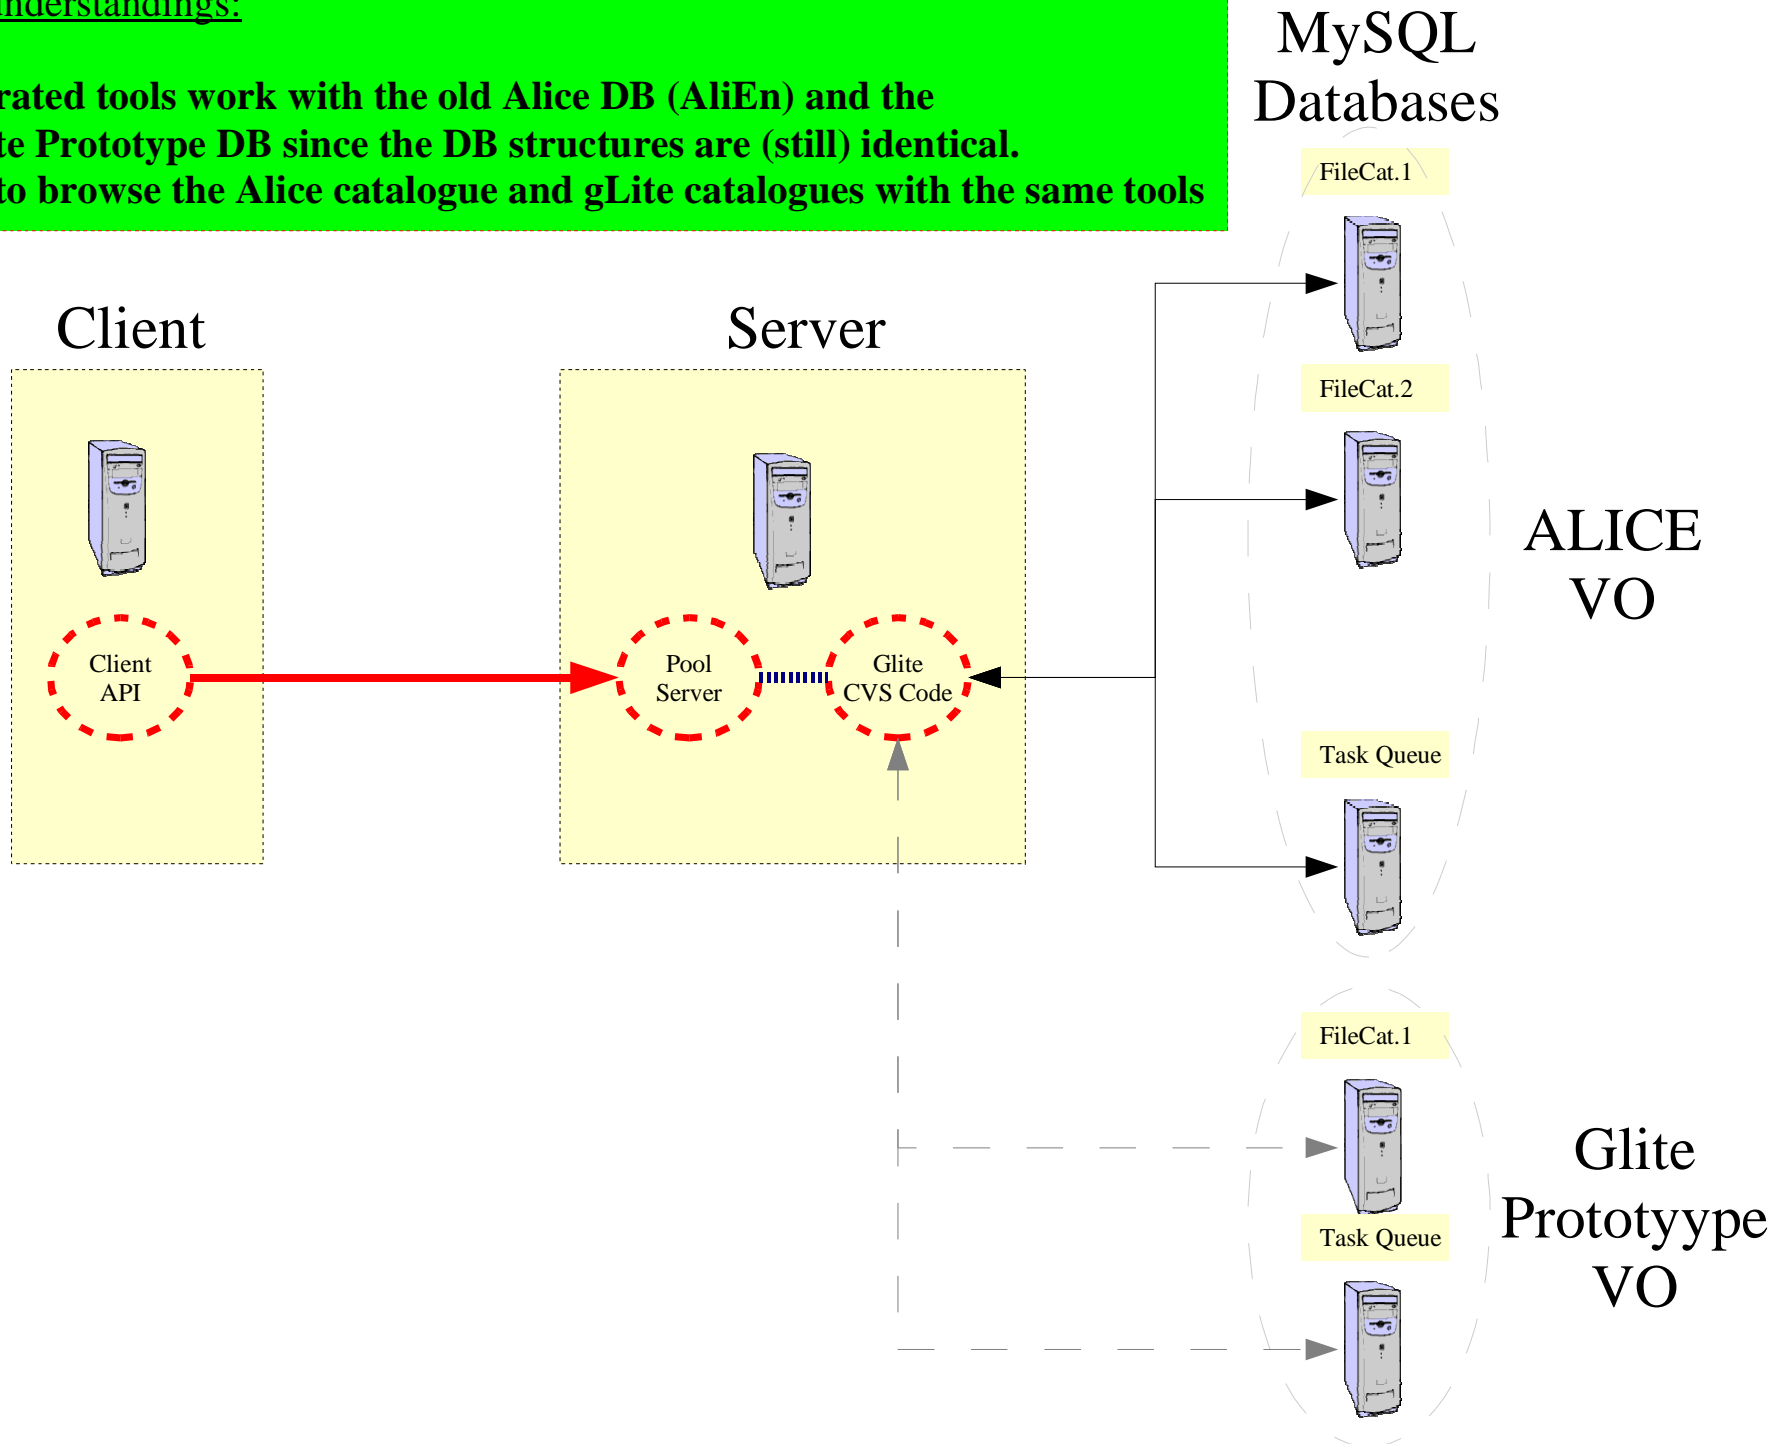 understandings:
rated tools work with the old Alice DB (AliEn) and the
te Prototype DB since the DB structures are (still) identical.
to browse the Alice catalogue and gLite catalogues with the same tools
MySQL
Databases
FileCat.1
Client
Server
FileCat.2
ALICE
VO
Client
API
Pool
Server
Glite
CVS Code
Task Queue
FileCat.1
Glite
Prototyype
VO
Task Queue